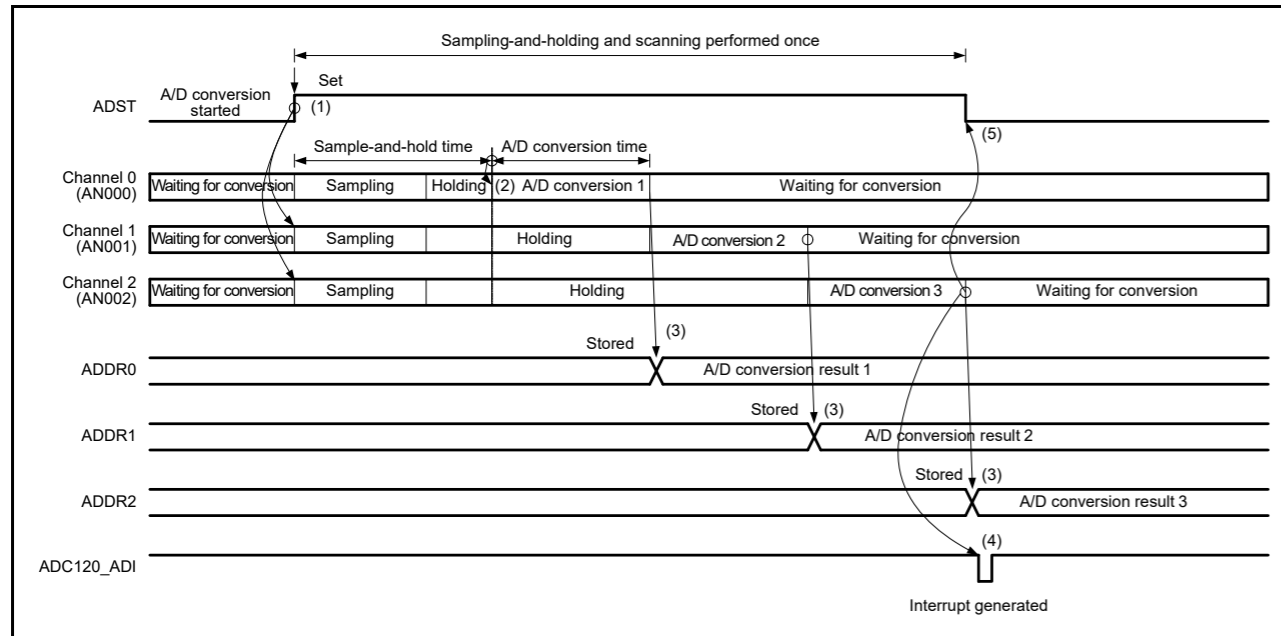 Sampling-and-holding and scanning performed once
Set
ADST
A/D conversion
started
(1)
(5)
Sample-and-hold time
A/D conversion time
Channel 0
(AN000)
Waiting for conversion
Sampling
Holding
(2)
A/D conversion 1
Waiting for conversion
Channel 1
(AN001)
Waiting for conversion
Sampling
Holding
A/D conversion 2
Waiting for conversion
Channel 2
(AN002)
Waiting for conversion
Sampling
Holding
A/D conversion 3
Waiting for conversion
Stored
(3)
ADDR0
A/D conversion result 1
Stored
(3)
ADDR1
A/D conversion result 2
Stored
(3)
ADDR2
A/D conversion result 3
(4)
ADC120_ADI
Interrupt generated